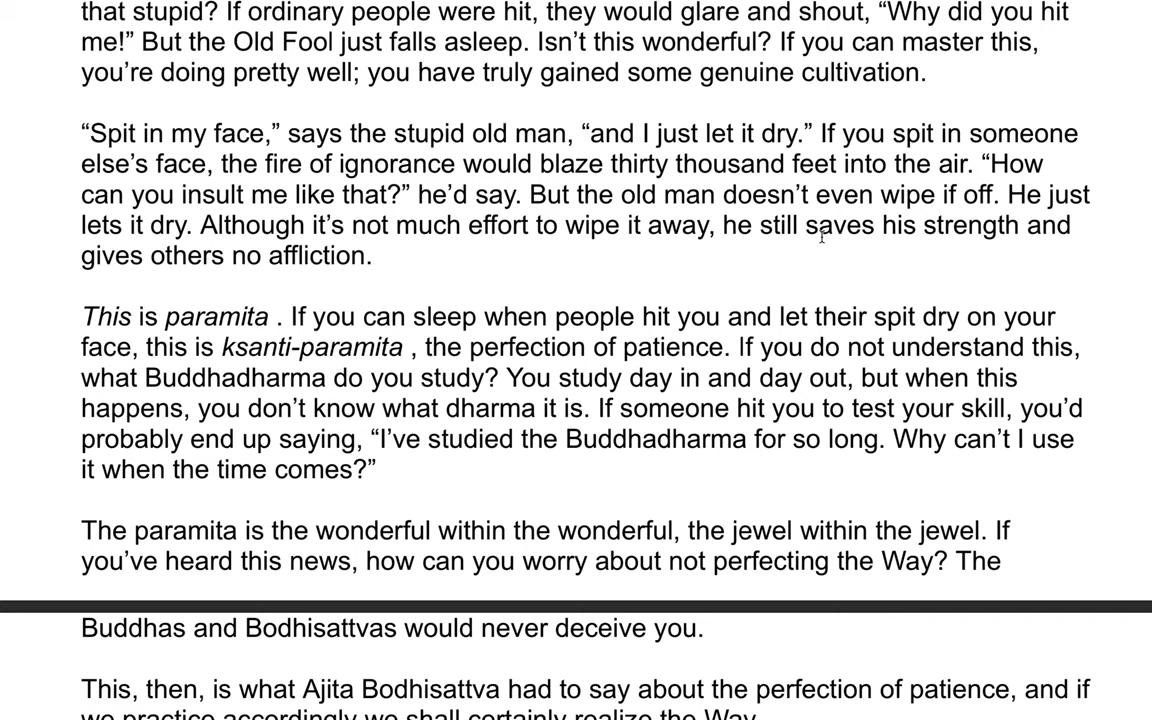 that stupid? If ordinary people were hit, they would glare and shout, “Why did you hit
me!” But the Old Fool just falls asleep. Isn’t this wonderful? If you can master this,
you’re doing pretty well; you have truly gained some genuine cultivation.
“Spit in my face,” says the stupid old man, “and I just let it dry.” If you spit in someone
else’s face, the fire of ignorance would blaze thirty thousand feet into the air. “How
can you insult me like that?” he’d say. But the old man doesn’t even wipe if off. He just
lets it dry. Although it’s not much effort to wipe it away, he still saves his strength and
gives others no affliction.
This is paramita . If you can sleep when people hit you and let their spit dry on your
face, this is ksanti-paramita , the perfection of patience. If you do not understand this,
what Buddhadharma do you study? You study day in and day out, but when this
happens, you don’t know what dharma it is. If someone hit you to test your skill, you’d
probably end up saying, “I’ve studied the Buddhadharma for so long. Why can’t I use
it when the time comes?”
The paramita is the wonderful within the wonderful, the jewel within the jewel. If
you’ve heard this news, how can you worry about not perfecting the Way? The
Buddhas and Bodhisattvas would never deceive you.
This, then, is what Ajita Bodhisattva had to say about the perfection of patience, and if
we practice accordingly we shall certainly realize the Way.